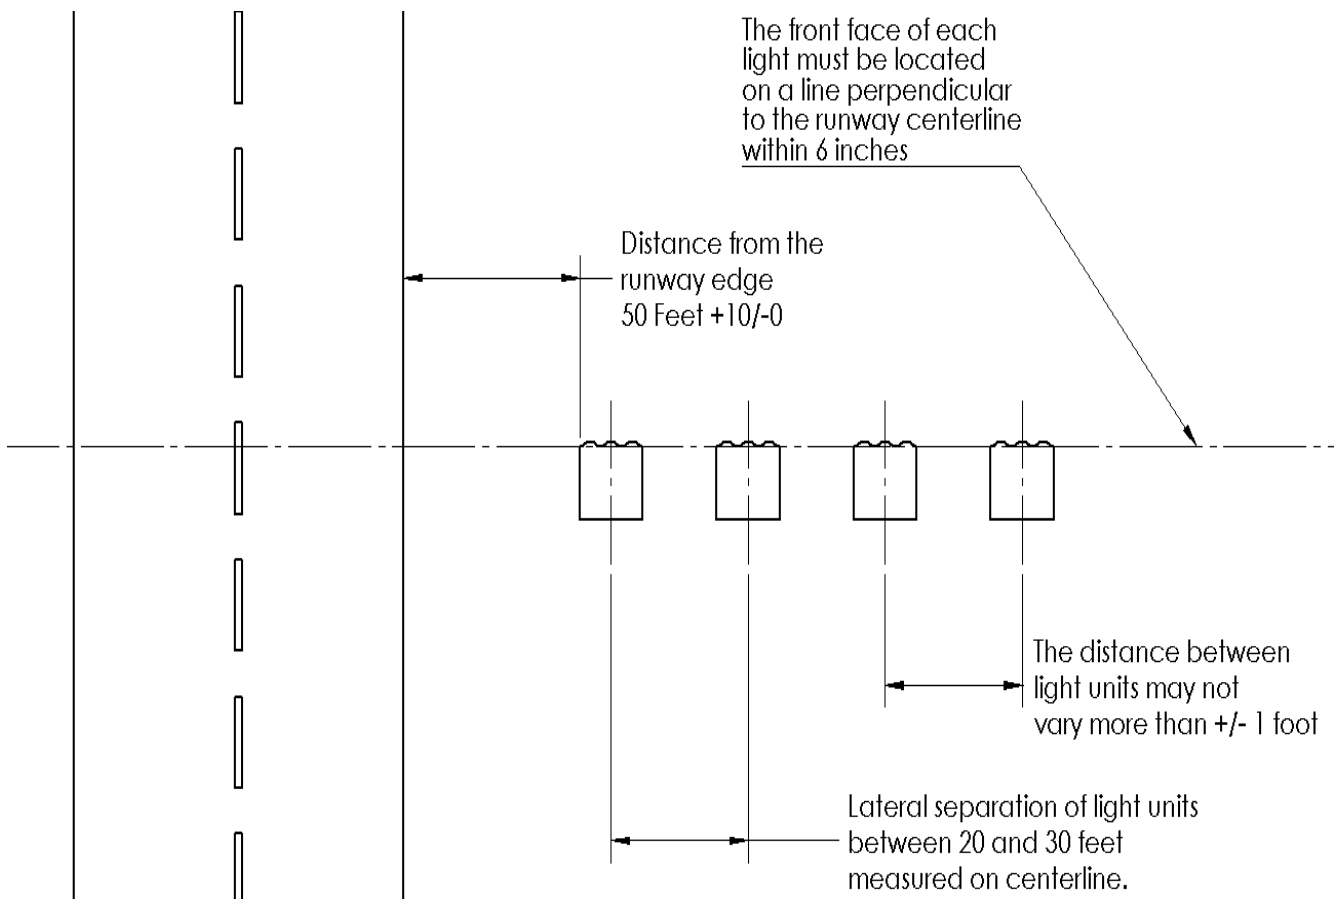 The front face of each
light must be located
on a line perpendicular
to the runway centerline
within 6 inches
Distance from the
runway edge
50 Feet +10/-0
The distance between
light units may not
vary more than +/- 1 foot
Lateral separation of light units
between 20 and 30 feet
measured on centerline.